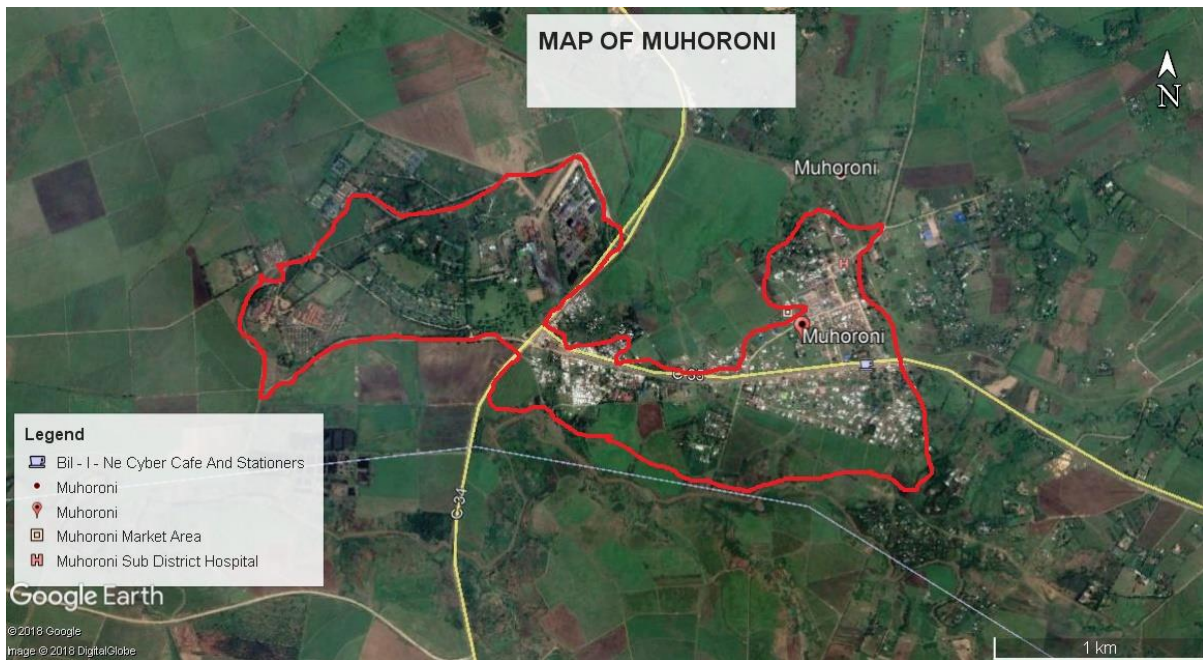 MAP OF MUHORONI
N
Muhoroni
H
Muhoroni
C-35
C-34
Legend
Bil - I - Ne Cyber Cafe And Stationers
Muhoroni
Muhoroni
Muhoroni Market Area
H Muhoroni Sub District Hospital
Google Earth
© 2018 Google
Image © 2018 DigitalGlobe
1 km